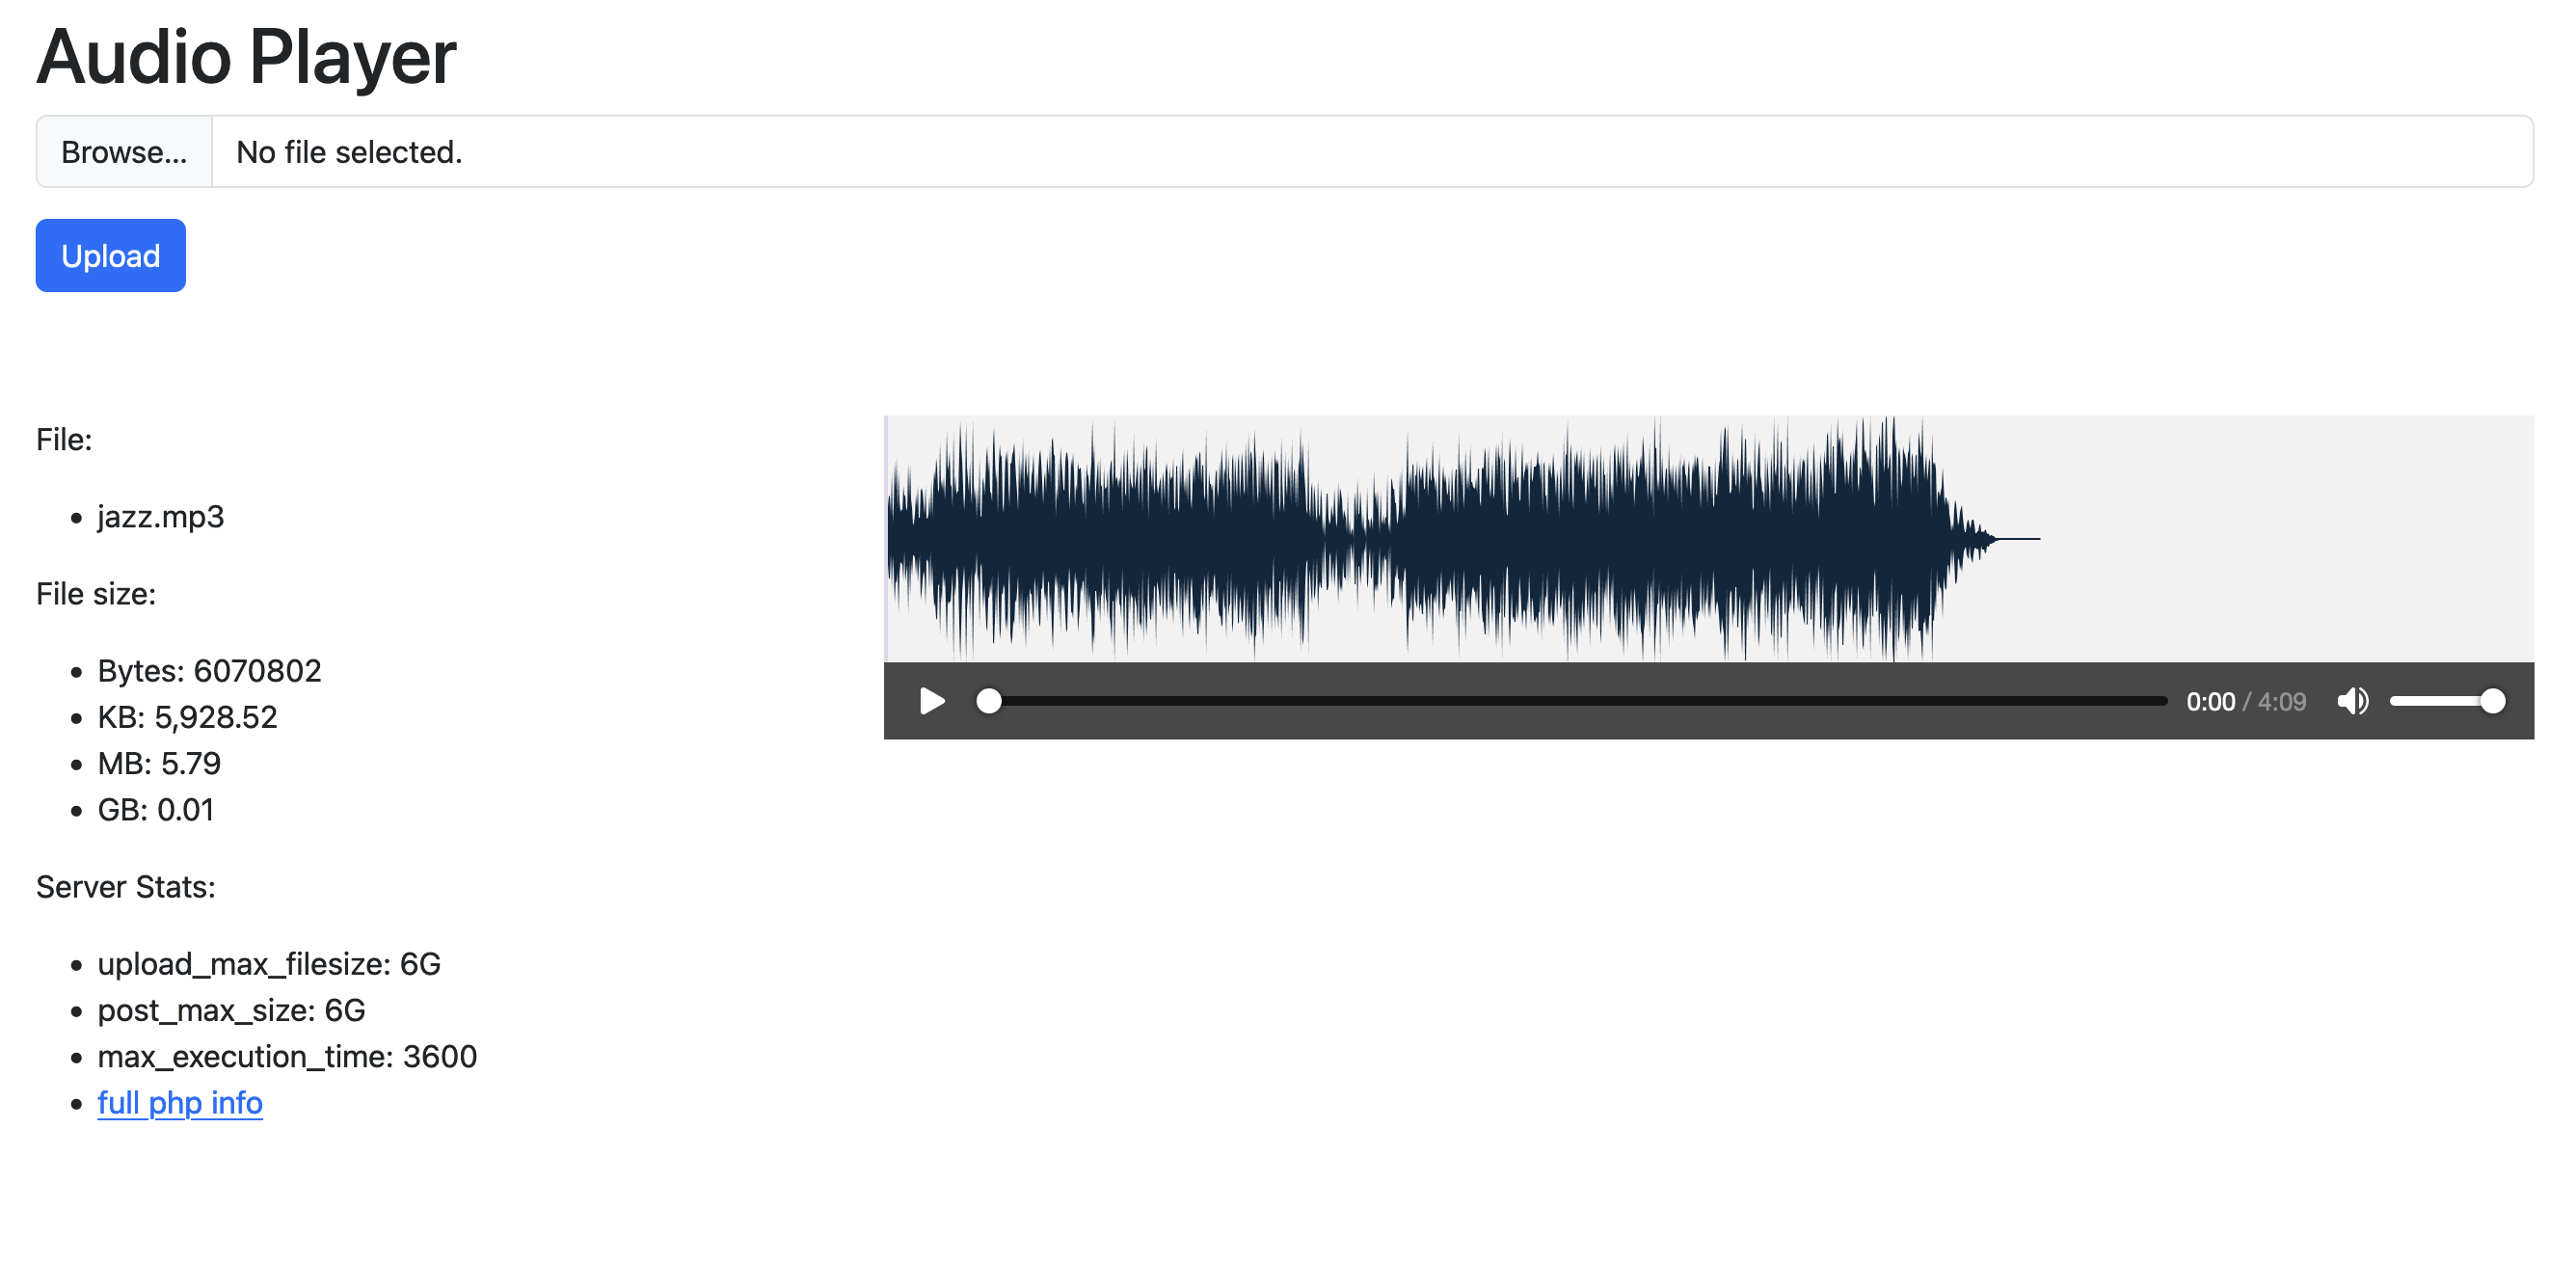 Audio Player
Browse... No file selected.
Upload
File:
jazz.mp3
File size:
Bytes: 6070802
KB: 5,928.52
MB: 5.79
GB: 0.01
Server Stats:
upload_max_filesize: 6G
post_max_size: 6G
max_execution_time: 3600
full php info
0:00 / 4:09